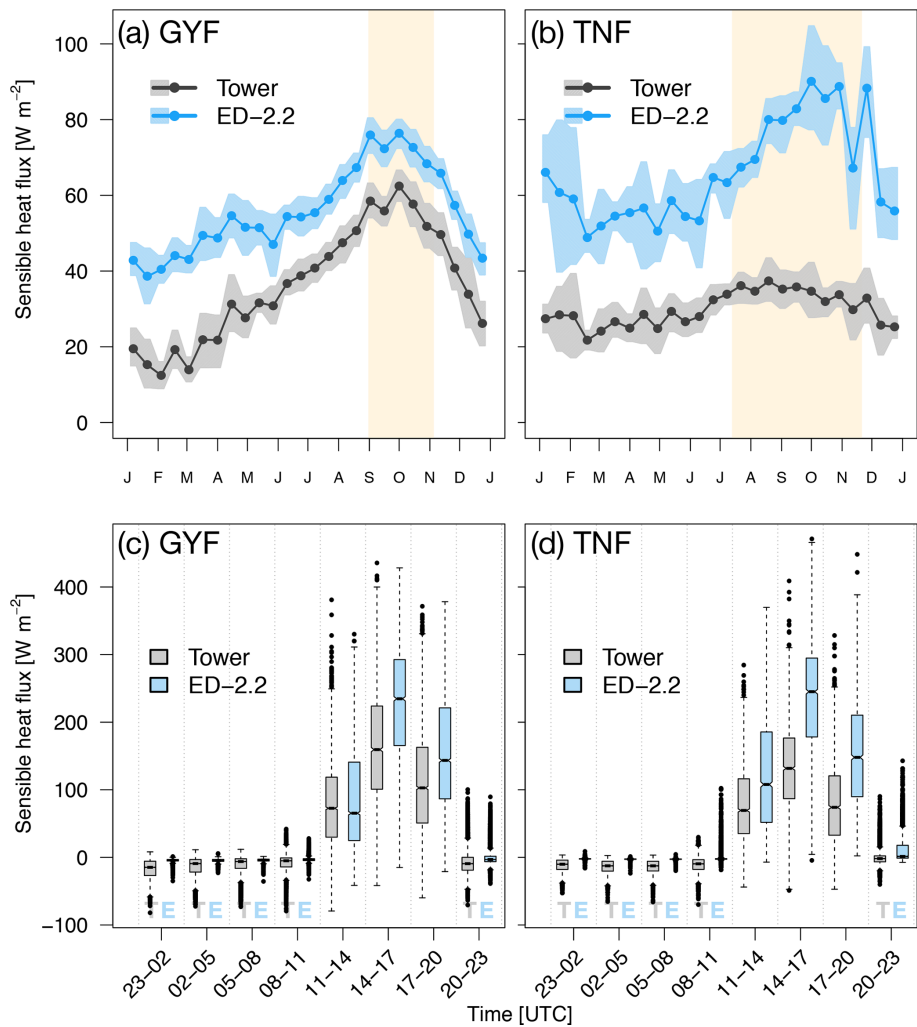 (a) GYF
Tower
ED−2.2
(b) TNF
Tower
ED−2.2
Sensible heat flux [W m−2]
100
80
60
40
20
0
J F M A M J J A S O N D J
J F M A M J J A S O N D J
(c) GYF
Tower
ED−2.2
(d) TNF
Tower
ED−2.2
Sensible heat flux [W m−2]
400
300
200
100
0
−100
T E T E T E T E T E
T E T E T E T E T E
23−02 02−05 05−08 08−11 11−14 14−17 17−20 20−23
23−02 02−05 05−08 08−11 11−14 14−17 17−20 20−23
Time [UTC]